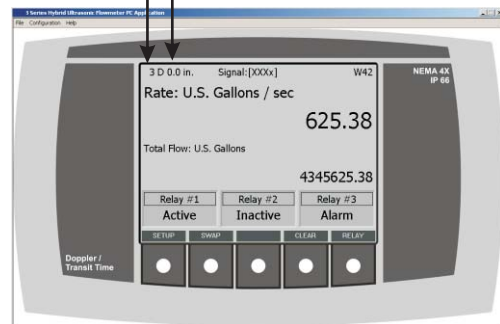 3 Series Hybrid Ultrasonic Flowmeter PC Application
File Configuration Help
3 D 0.0 in. Signal:[XXXx] W42
NEMA 4X
IP 66
Rate: U.S. Gallons / sec
625.38
Total Flow: U.S. Gallons
4345625.38
Relay #1 Relay #2 Relay #3
Active Inactive Alarm
SETUP SWAP CLEAR RELAY
Doppler /
Transit Time